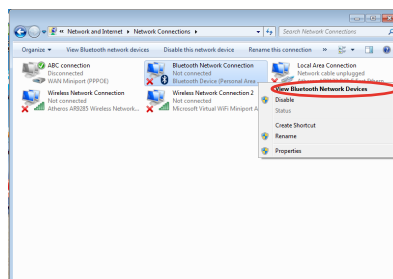 « Network and Internet ▸ Network Connections ▸
Search Network Connections
Organize ▾ View Bluetooth network devices Disable this network device Rename this connection »
ABC connection
Disconnected
WAN Miniport (PPPOE)
Bluetooth Network Connection
Not connected
Bluetooth Device (Personal Area ...
Local Area Connection
Network cable unplugged
Wireless Network Connection
Not connected
Atheros AR9285 Wireless Network...
Wireless Network Connection 2
Not connected
Microsoft Virtual WiFi Miniport A
View Bluetooth Network Devices
Disable
Status
Create Shortcut
Rename
Properties